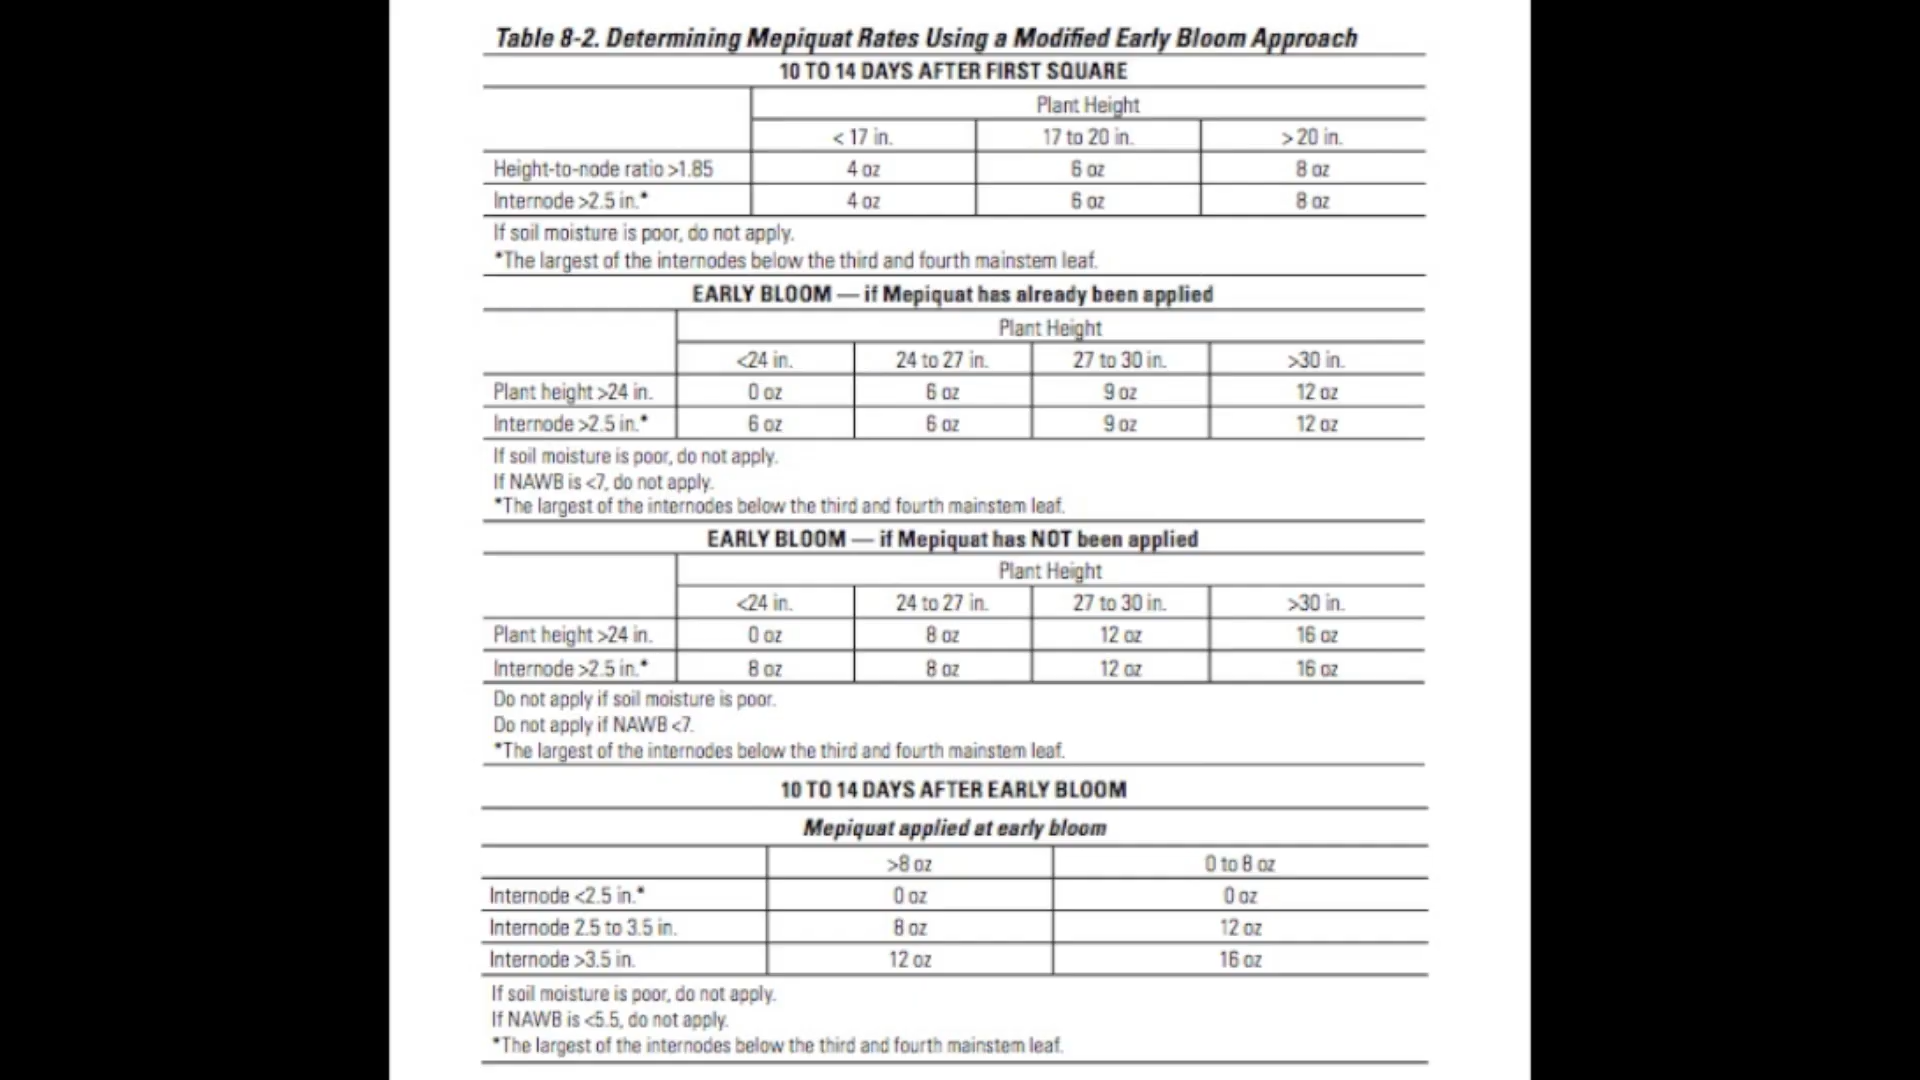 Table 8-2. Determining Mepiquat Rates Using a Modified Early Bloom Approach
10 TO 14 DAYS AFTER FIRST SQUARE
Plant Height
< 17 in. 17 to 20 in. > 20 in.
Height-to-node ratio >1.85 4 oz 6 oz 8 oz
Internode >2.5 in.* 4 oz 6 oz 8 oz
If soil moisture is poor, do not apply.
*The largest of the internodes below the third and fourth mainstem leaf.
EARLY BLOOM — if Mepiquat has already been applied
Plant Height
<24 in. 24 to 27 in. 27 to 30 in. >30 in.
Plant height >24 in. 0 oz 6 oz 9 oz 12 oz
Internode >2.5 in.* 6 oz 6 oz 9 oz 12 oz
If soil moisture is poor, do not apply.
If NAWB is <7, do not apply.
*The largest of the internodes below the third and fourth mainstem leaf.
EARLY BLOOM — if Mepiquat has NOT been applied
Plant Height
<24 in. 24 to 27 in. 27 to 30 in. >30 in.
Plant height >24 in. 0 oz 8 oz 12 oz 16 oz
Internode >2.5 in.* 8 oz 8 oz 12 oz 16 oz
Do not apply if soil moisture is poor.
Do not apply if NAWB <7.
*The largest of the internodes below the third and fourth mainstem leaf.
10 TO 14 DAYS AFTER EARLY BLOOM
Mepiquat applied at early bloom
>8 oz 0 to 8 oz
Internode <2.5 in.* 0 oz 0 oz
Internode 2.5 to 3.5 in. 8 oz 12 oz
Internode >3.5 in. 12 oz 16 oz
If soil moisture is poor, do not apply.
If NAWB is <5.5, do not apply.
*The largest of the internodes below the third and fourth mainstem leaf.